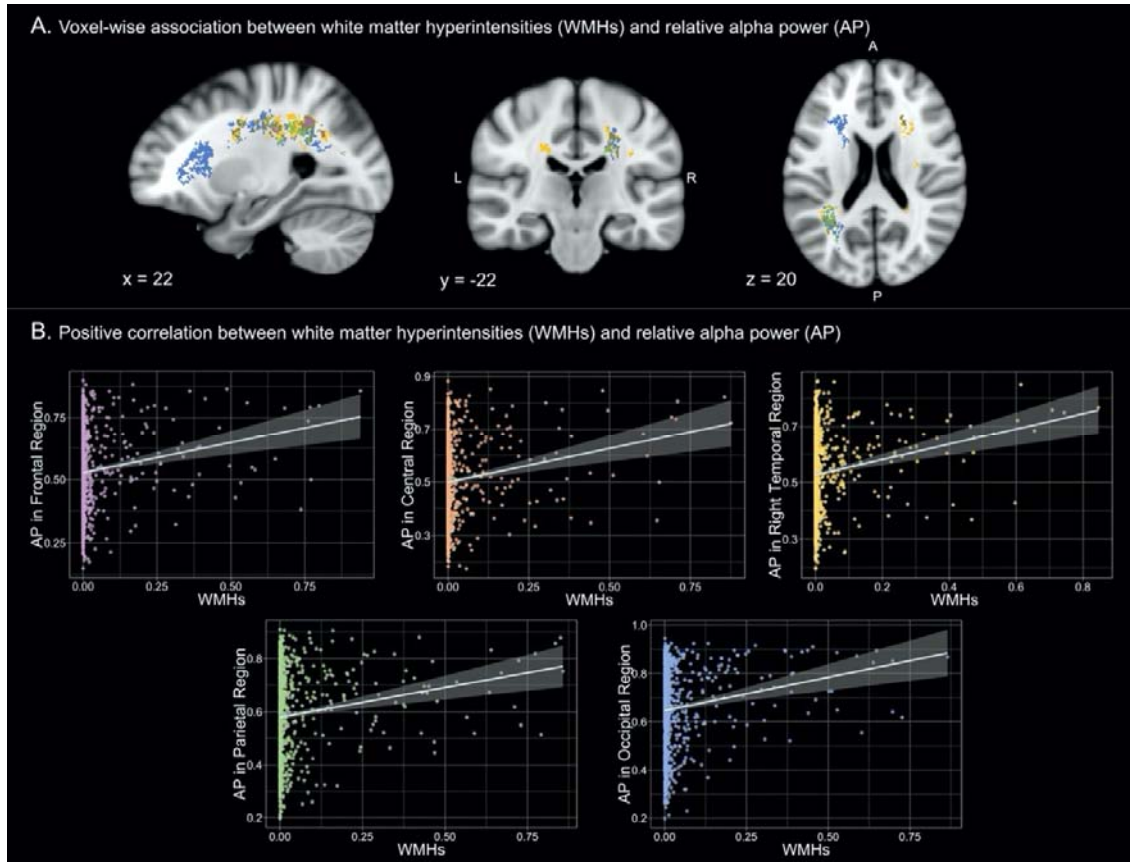 A. Voxel-wise association between white matter hyperintensities (WMHs) and relative alpha power (AP)
A
L
R
x = 22
y = -22
z = 20
P
B. Positive correlation between white matter hyperintensities (WMHs) and relative alpha power (AP)
AP in Frontal Region
0.75
0.50
0.25
0.00
0.25
0.50
0.75
WMHs
AP in Central Region
0.9
0.7
0.5
0.3
0.00
0.25
0.50
0.75
WMHs
AP in Right Temporal Region
0.7
0.5
0.3
0.0
0.2
0.4
0.6
0.8
WMHs
AP in Parietal Region
0.8
0.6
0.4
0.2
0.00
0.25
0.50
0.75
WMHs
AP in Occipital Region
1.0
0.8
0.6
0.4
0.2
0.00
0.25
0.50
0.75
WMHs